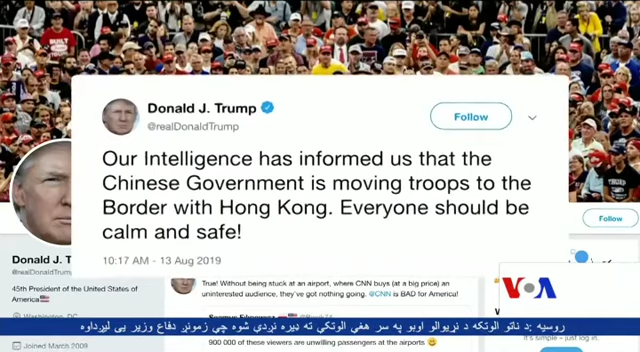 Donald J. Trump
@realDonaldTrump
Follow
Our Intelligence has informed us that the
Chinese Government is moving troops to the
Border with Hong Kong. Everyone should be
calm and safe!
10:17 AM - 13 Aug 2019
Follow
Donald J. T
@realDonaldTrum
45th President of the United States of
America
Washington, DC
Joined March 2009
True! Without being stuck at an airport, where CNN buys (at a big price) an
uninterested audience, they've got nothing going. @CNN is BAD for America!
900 000 of these viewers are unwilling passengers at the airports
It's simple – just log in.
VOA
روسیه :د ناتو الوتکه د نړیوالو اوبو په سر هغې الوتکې ته ډیره نږدې شوه چې زمونږ دفاع وزیر یې لیږداوه